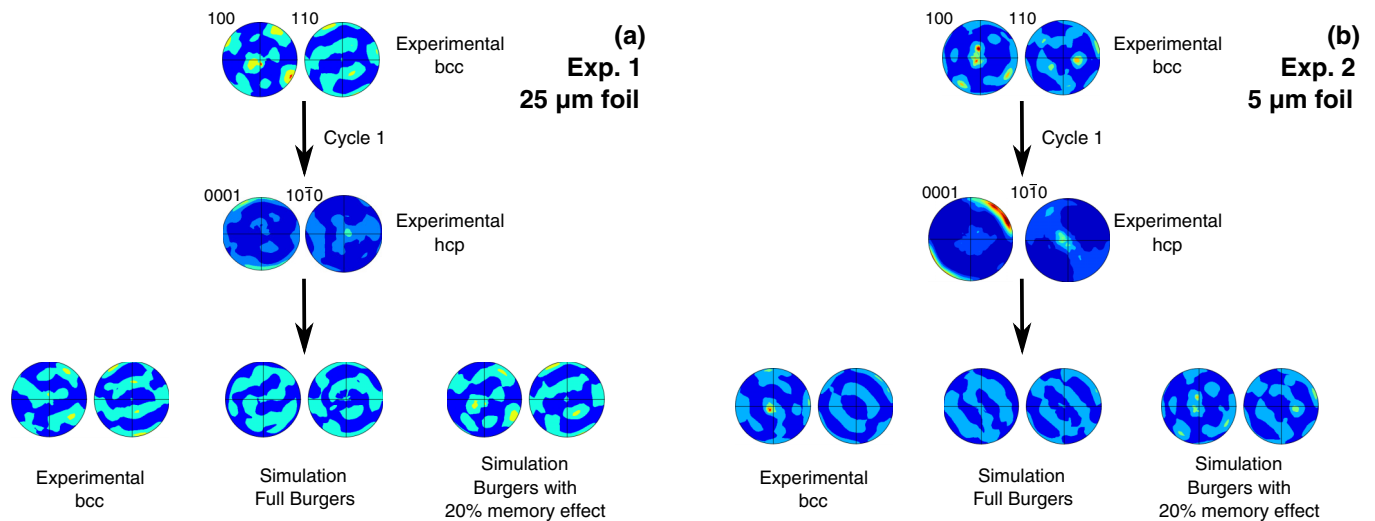 100 110
Experimental
bcc
(a)
Exp. 1
25 µm foil
Cycle 1
0001 101̄0
Experimental
hcp
Experimental
bcc
Simulation
Full Burgers
Simulation
Burgers with
20% memory effect
100 110
Experimental
bcc
(b)
Exp. 2
5 µm foil
Cycle 1
0001 101̄0
Experimental
hcp
Experimental
bcc
Simulation
Full Burgers
Simulation
Burgers with
20% memory effect